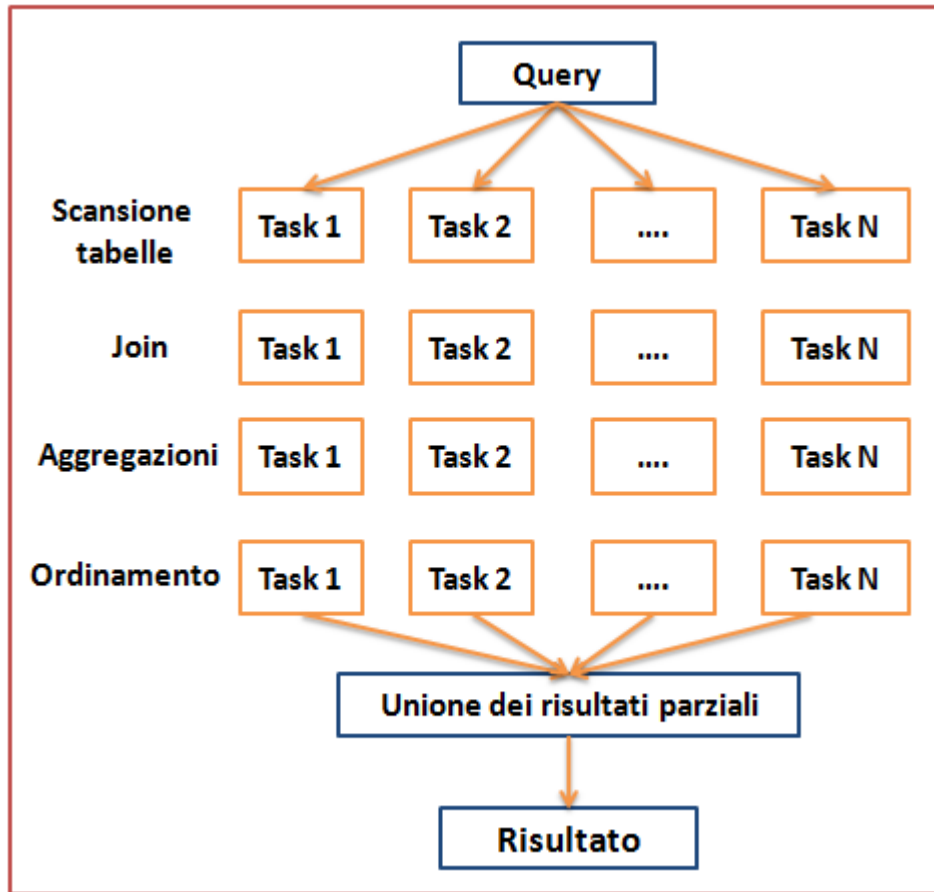 Query
Scansione
tabelle
Task 1
Task 2
....
Task N
Join
Task 1
Task 2
....
Task N
Aggregazioni
Task 1
Task 2
....
Task N
Ordinamento
Task 1
Task 2
....
Task N
Unione dei risultati parziali
Risultato